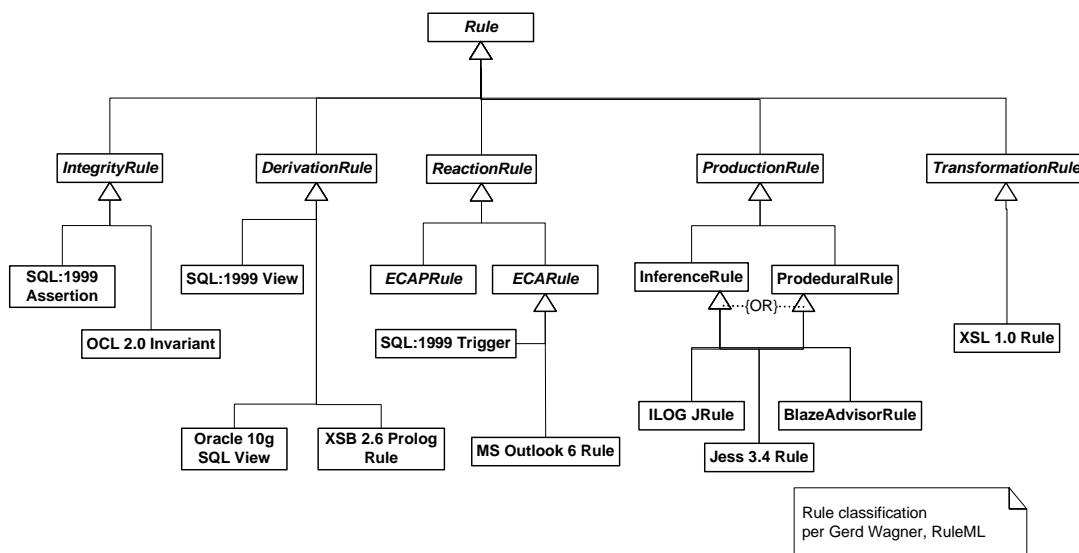 Rule
IntegrityRule
DerivationRule
ReactionRule
ProductionRule
TransformationRule
SQL:1999
Assertion
SQL:1999 View
ECAPRule
ECARule
InferenceRule
ProdeduralRule
{OR}
OCL 2.0 Invariant
SQL:1999 Trigger
XSL 1.0 Rule
ILOG JRule
BlazeAdvisorRule
Oracle 10g
SQL View
XSB 2.6 Prolog
Rule
MS Outlook 6 Rule
Jess 3.4 Rule
Rule classification
per Gerd Wagner, RuleML